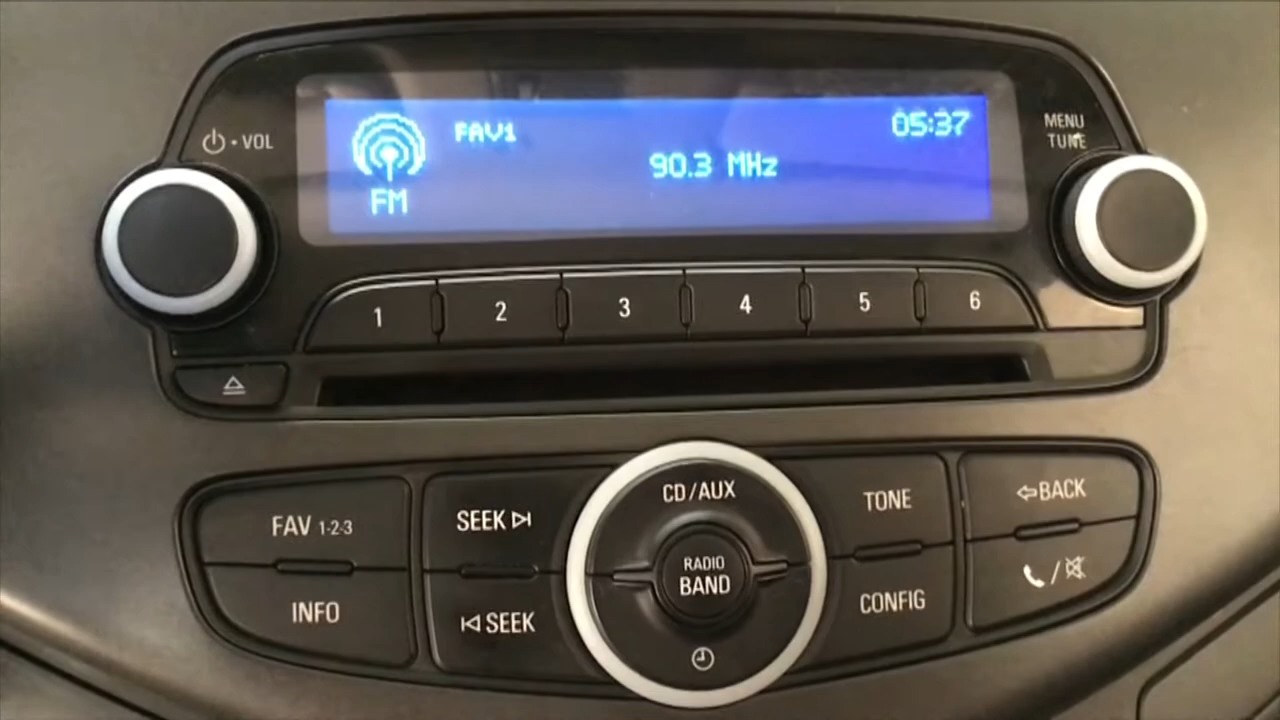 VOL
FAV1
05:37
90.3 MHz
FM
MENU
TUNE
1
2
3
4
5
6
CD/AUX
FAV 1-2-3
SEEK
RADIO
BAND
TONE
BACK
INFO
SEEK
CONFIG
/